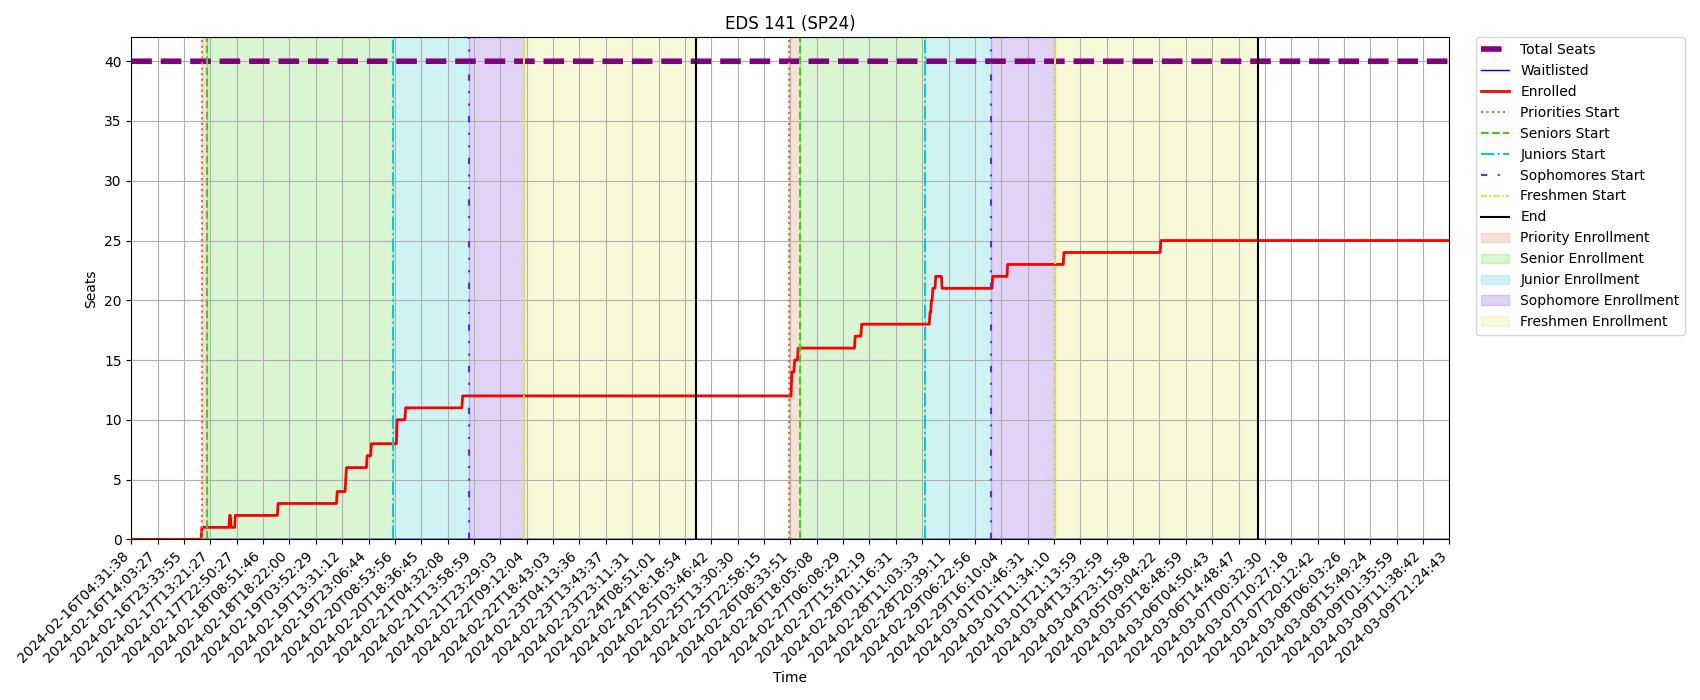 EDS 141 (SP24)
Seats
40
35
30
25
20
15
10
5
0
2024-02-16T04:31:38
2024-02-16T14:03:27
2024-02-16T23:33:55
2024-02-17T13:21:27
2024-02-17T22:50:27
2024-02-18T08:51:46
2024-02-18T18:22:00
2024-02-19T03:52:29
2024-02-19T13:31:12
2024-02-19T23:06:44
2024-02-20T08:53:56
2024-02-20T18:36:45
2024-02-21T04:32:08
2024-02-21T13:58:59
2024-02-21T23:29:03
2024-02-22T09:12:04
2024-02-22T18:43:03
2024-02-23T04:13:36
2024-02-23T13:43:37
2024-02-23T23:11:31
2024-02-24T08:51:01
2024-02-24T18:18:54
2024-02-25T03:46:42
2024-02-25T13:30:30
2024-02-25T22:58:15
2024-02-26T08:33:51
2024-02-26T18:05:08
2024-02-27T06:08:29
2024-02-27T15:42:19
2024-02-28T01:16:31
2024-02-28T11:03:33
2024-02-28T20:39:11
2024-02-29T06:22:56
2024-02-29T16:10:04
2024-03-01T01:46:31
2024-03-01T11:34:10
2024-03-01T21:13:59
2024-03-04T18:32:59
2024-03-04T23:15:58
2024-03-05T09:04:22
2024-03-05T18:48:59
2024-03-06T04:50:43
2024-03-06T14:48:47
2024-03-07T00:32:30
2024-03-07T10:27:18
2024-03-07T20:12:42
2024-03-08T06:03:26
2024-03-08T15:49:24
2024-03-09T01:35:59
2024-03-09T11:38:42
2024-03-09T21:24:43
Time
Total Seats
Waitlisted
Enrolled
Priorities Start
Seniors Start
Juniors Start
Sophomores Start
Freshmen Start
End
Priority Enrollment
Senior Enrollment
Junior Enrollment
Sophomore Enrollment
Freshmen Enrollment